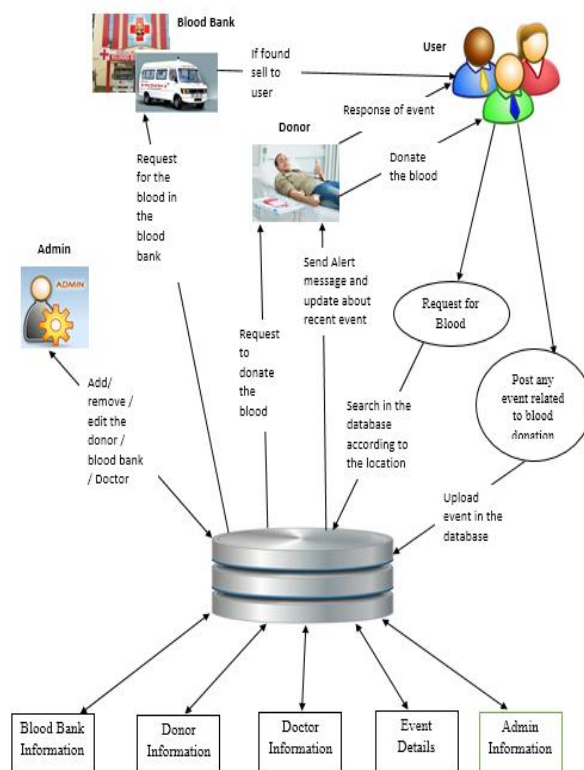 Blood Bank
If found
sell to
user
User
Response of event
Donor
Donate
the blood
Request
for the
blood in
the
blood
bank
Admin
ADMIN
Send Alert
message and
update about
recent event
Request for
Blood
Request
to
donate
the
blood
Post any
event related
to blood
donation
Add/
remove /
edit the
donor /
blood bank
/ Doctor
Search in the
database
according to
the location
Upload
event in the
database
Blood Bank
Information
Donor
Information
Doctor
Information
Event
Details
Admin
Information